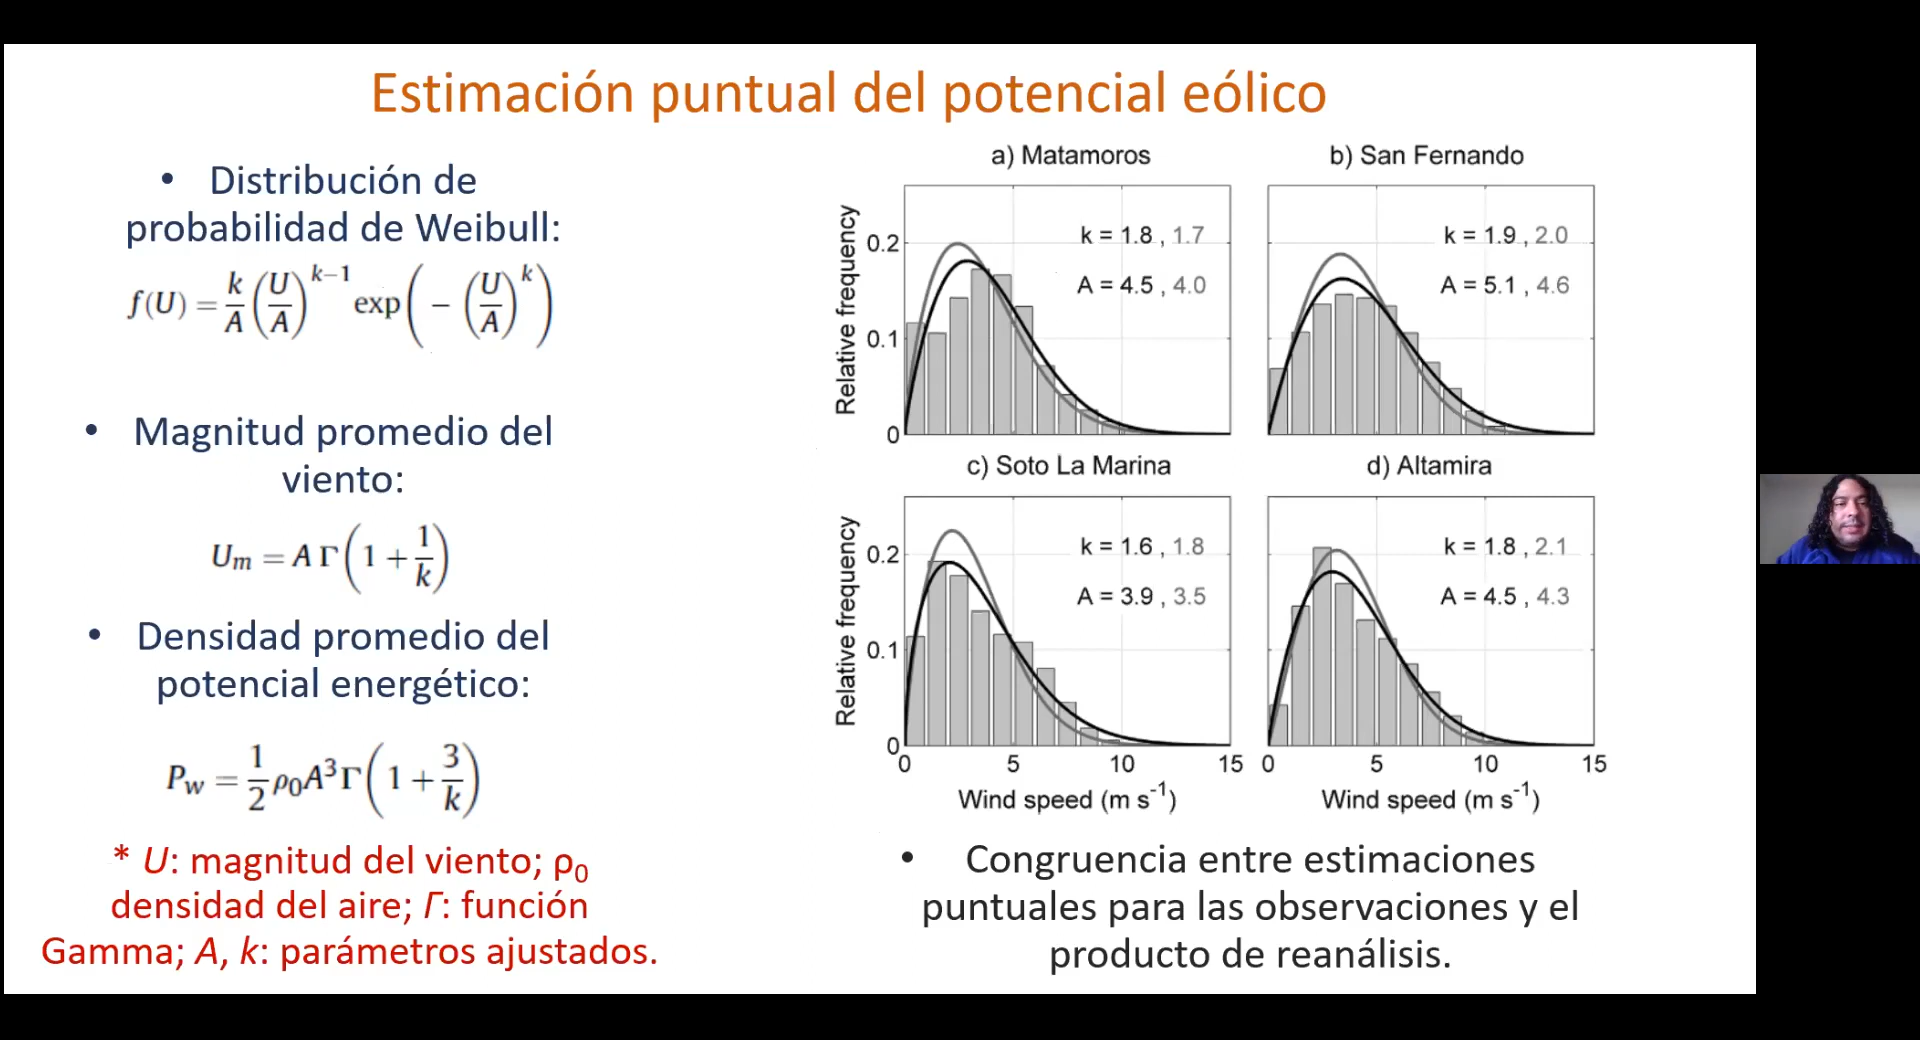 Estimación puntual del potencial eólico
• Distribución de
probabilidad de Weibull:
f(U) = k/A (U/A)^{k−1} exp(− (U/A)^k)
• Magnitud promedio del
viento:
U_m = A Γ(1 + 1/k)
• Densidad promedio del
potencial energético:
P_w = 1/2 ρ₀A³Γ(1 + 3/k)
* U: magnitud del viento; ρ₀
densidad del aire; Γ: función
Gamma; A, k: parámetros ajustados.
a) Matamoros
Relative frequency
0.2
0.1
0
k = 1.8 , 1.7
A = 4.5 , 4.0
b) San Fernando
k = 1.9 , 2.0
A = 5.1 , 4.6
c) Soto La Marina
Relative frequency
0.2
0.1
0
k = 1.6 , 1.8
A = 3.9 , 3.5
0 5 10 15
Wind speed (m s⁻¹)
d) Altamira
k = 1.8 , 2.1
A = 4.5 , 4.3
0 5 10 15
Wind speed (m s⁻¹)
• Congruencia entre estimaciones
puntuales para las observaciones y el
producto de reanálisis.